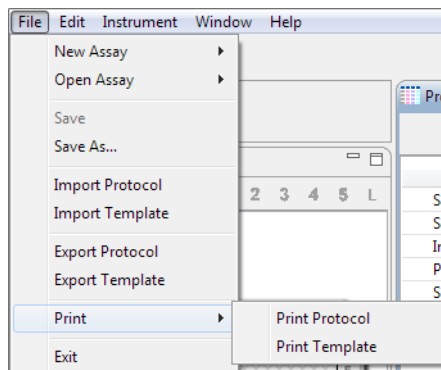 File Edit Instrument Window Help
New Assay
Open Assay
Save
Save As...
Import Protocol
Import Template
Export Protocol
Export Template
Print
Print Protocol
Print Template
Exit
2 3 4 5 L